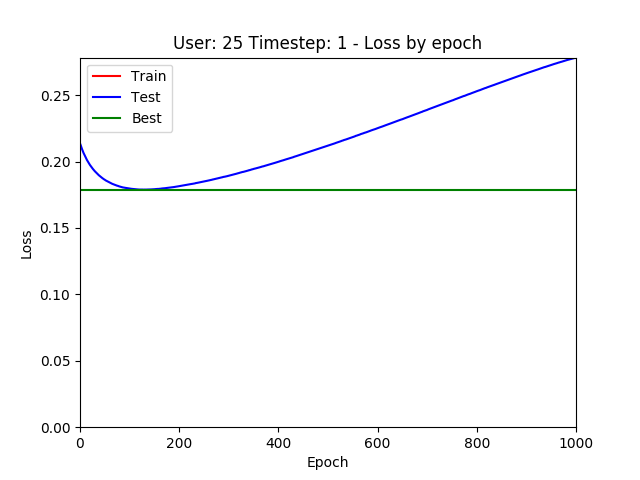 User: 25 Timestep: 1 - Loss by epoch
Train
Test
Best
0.25
0.20
0.15
0.10
0.05
0.00
Loss
0 200 400 600 800 1000
Epoch